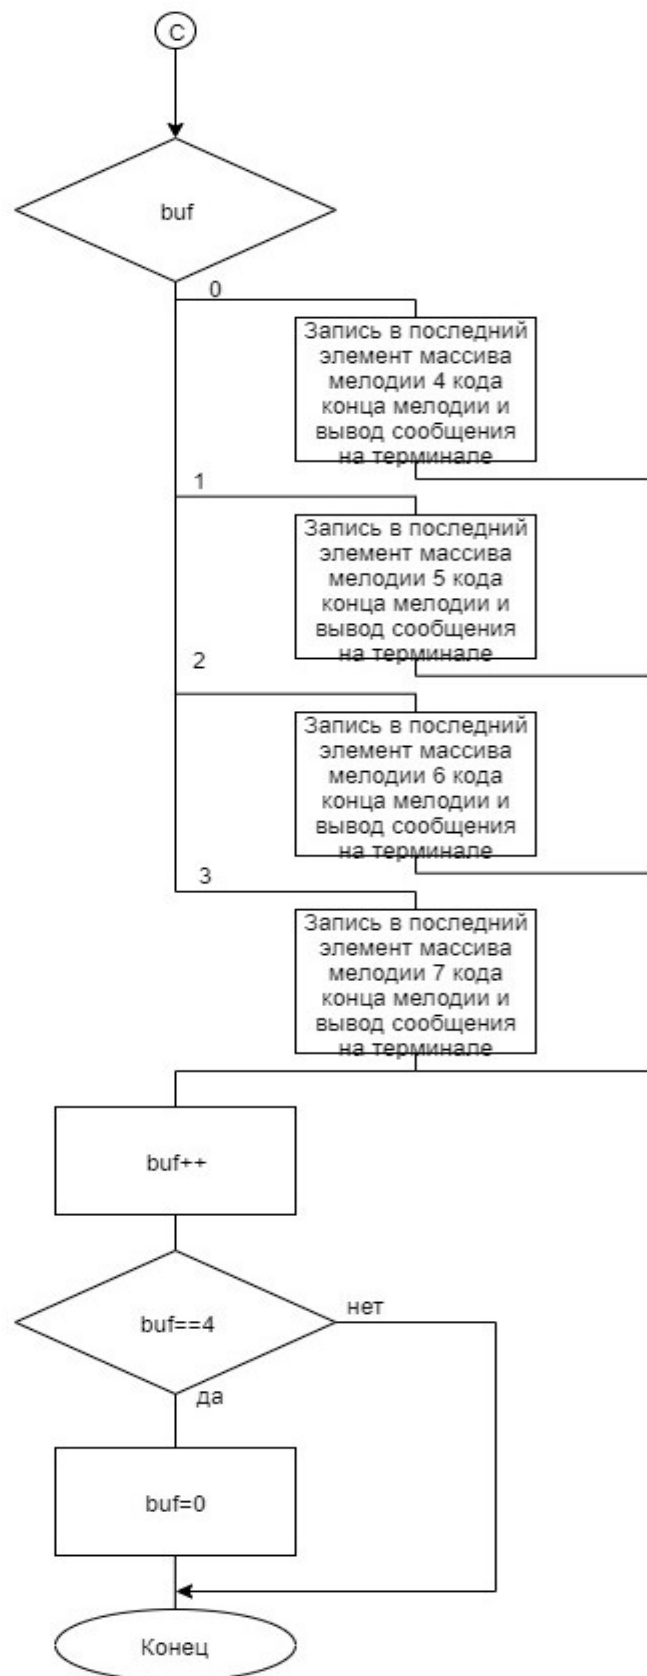 C
buf
0
Запись в последний
элемент массива
мелодии 4 кода
конца мелодии и
вывод сообщения
на терминале
1
Запись в последний
элемент массива
мелодии 5 кода
конца мелодии и
вывод сообщения
на терминале
2
Запись в последний
элемент массива
мелодии 6 кода
конца мелодии и
вывод сообщения
на терминале
3
Запись в последний
элемент массива
мелодии 7 кода
конца мелодии и
вывод сообщения
на терминале
buf++
нет
buf==4
да
buf=0
Конец